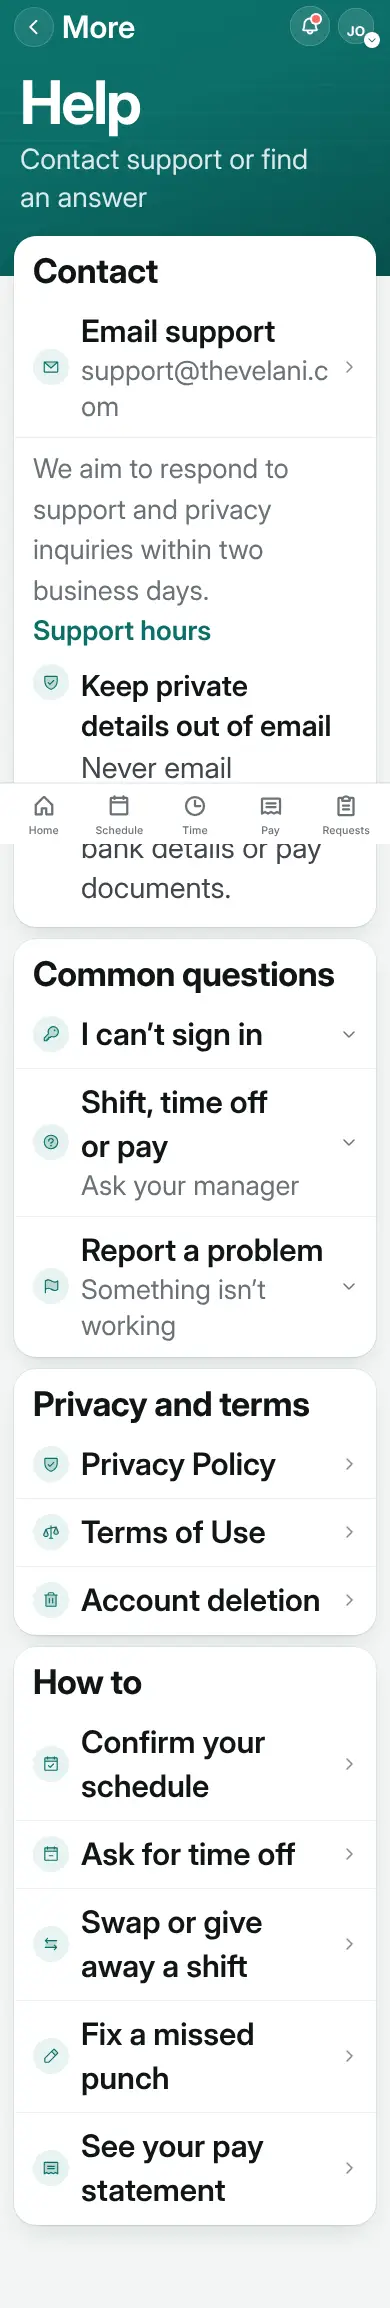 More
JO
Help
Contact support or find
an answer
Contact
Email support
support@thevelani.c
om
We aim to respond to
support and privacy
inquiries within two
business days.
Support hours
Keep private
details out of email
Never email
Home
Schedule
Time
Pay
Requests
bank details or pay
documents.
Common questions
I can’t sign in
Shift, time off
or pay
Ask your manager
Report a problem
Something isn’t
working
Privacy and terms
Privacy Policy
Terms of Use
Account deletion
How to
Confirm your
schedule
Ask for time off
Swap or give
away a shift
Fix a missed
punch
See your pay
statement